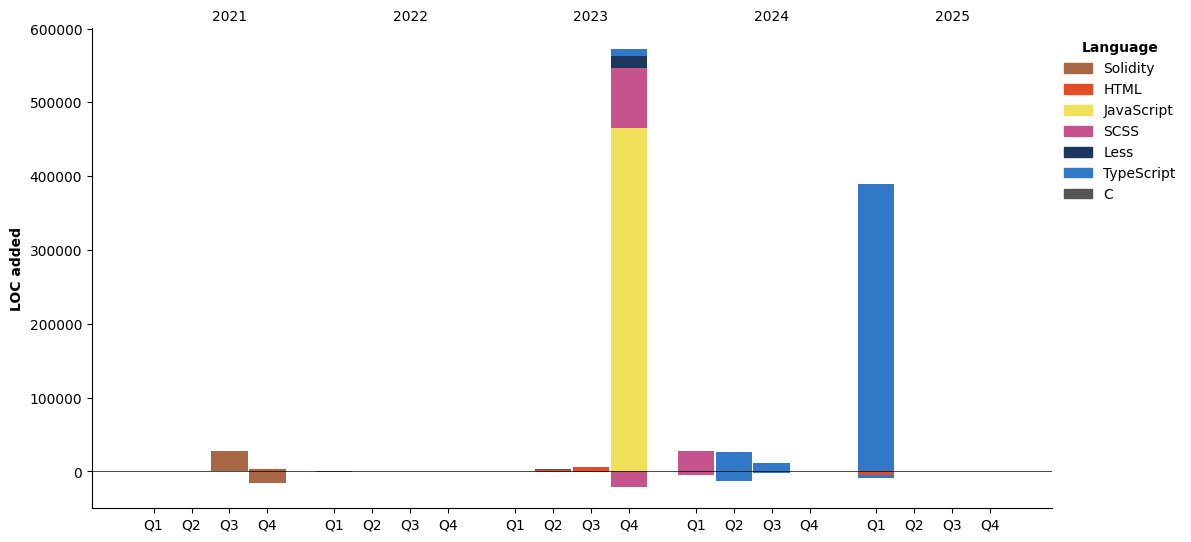 2021 2022 2023 2024 2025
600000
500000
400000
300000
200000
100000
0
LOC added
Q1 Q2 Q3 Q4 Q1 Q2 Q3 Q4 Q1 Q2 Q3 Q4 Q1 Q2 Q3 Q4 Q1 Q2 Q3 Q4
Language
Solidity
HTML
JavaScript
SCSS
Less
TypeScript
C